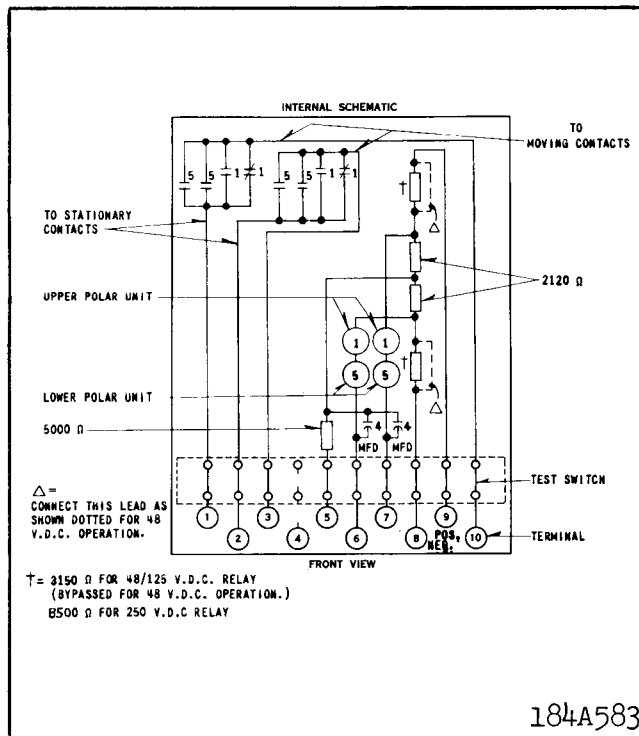 INTERNAL SCHEMATIC
TO
MOVING CONTACTS
5 5 1 1
5 5 1 1
†
△
TO STATIONARY
CONTACTS
2120 Ω
UPPER POLAR UNIT
1 1
5 5
†
△
LOWER POLAR UNIT
5000 Ω
4 4
MFD MFD
TEST SWITCH
△ =
CONNECT THIS LEAD AS
SHOWN DOTTED FOR 48
V.D.C. OPERATION.
1 3 5 7 9
2 4 6 8 POS. 10
NEG.
TERMINAL
FRONT VIEW
† = 3150 Ω FOR 48/125 V.D.C. RELAY
(BYPASSED FOR 48 V.D.C. OPERATION.)
8500 Ω FOR 250 V.D.C RELAY
184A583